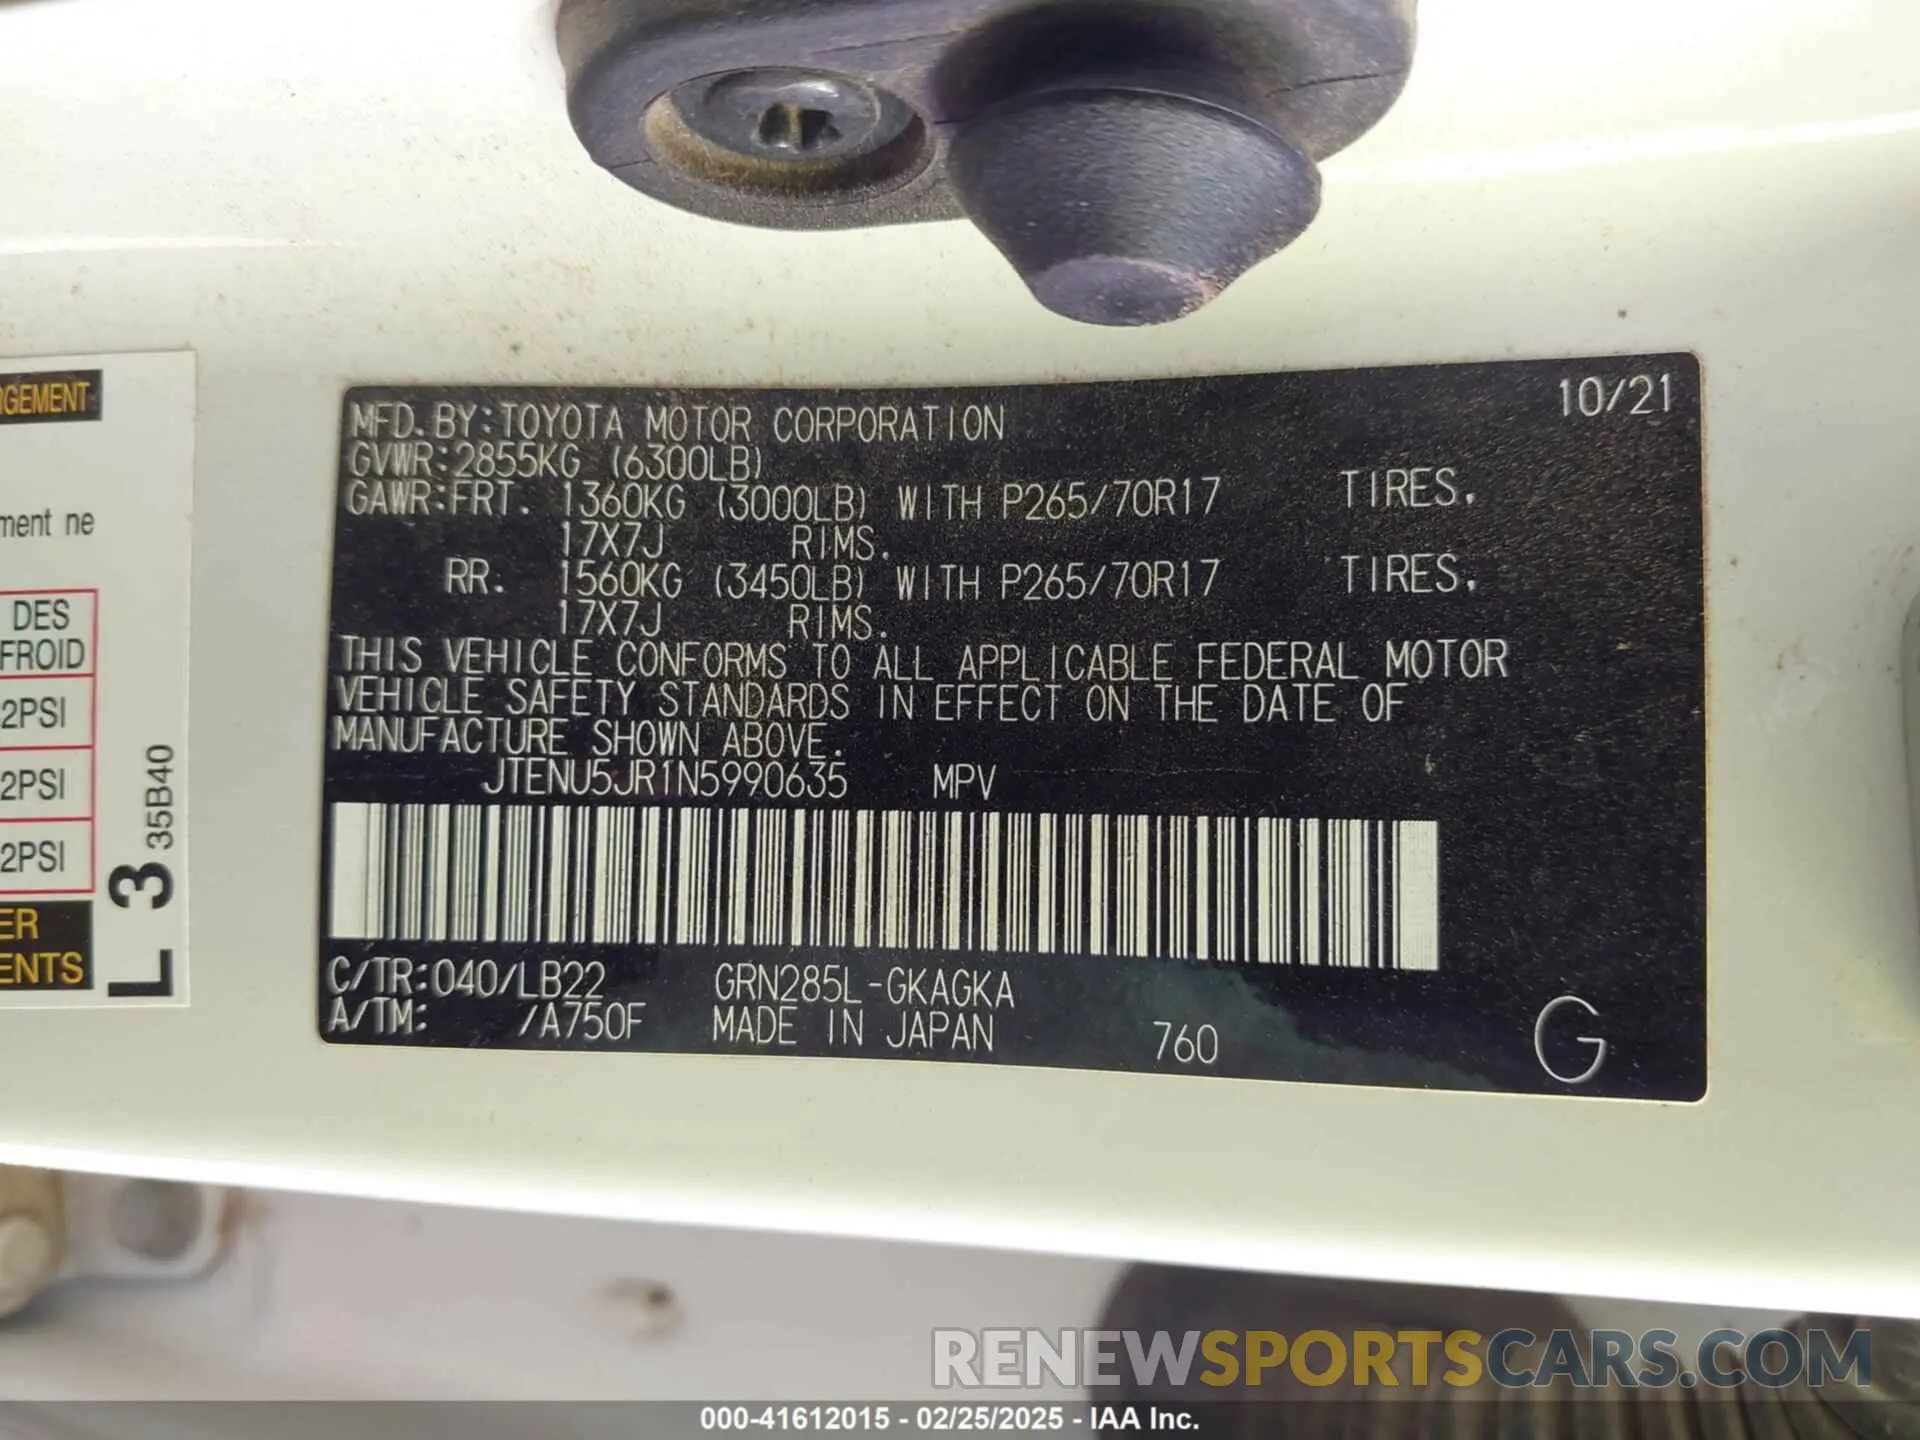 MFD. BY: TOYOTA MOTOR CORPORATION 10/21
GVWR: 2855KG (6300LB)
GAWR: FRT. 1360KG (3000LB) WITH P265/70R17 TIRES.
17X7J RIMS.
RR. 1560KG (3450LB) WITH P265/70R17 TIRES.
17X7J RIMS.
THIS VEHICLE CONFORMS TO ALL APPLICABLE FEDERAL MOTOR
VEHICLE SAFETY STANDARDS IN EFFECT ON THE DATE OF
MANUFACTURE SHOWN ABOVE.
JTENU5JR1N5990635 MPV
C/TR: 040/LB22 GRN285L-GKAGKA
A/TM: /A750F MADE IN JAPAN 760 G
GEMENT
ment ne
DES
FROID
2PSI
2PSI
2PSI
ER
ENTS
L 3 35B40
RENEWSPORTSCARS.COM
000-41612015 - 02/25/2025 - IAA Inc.